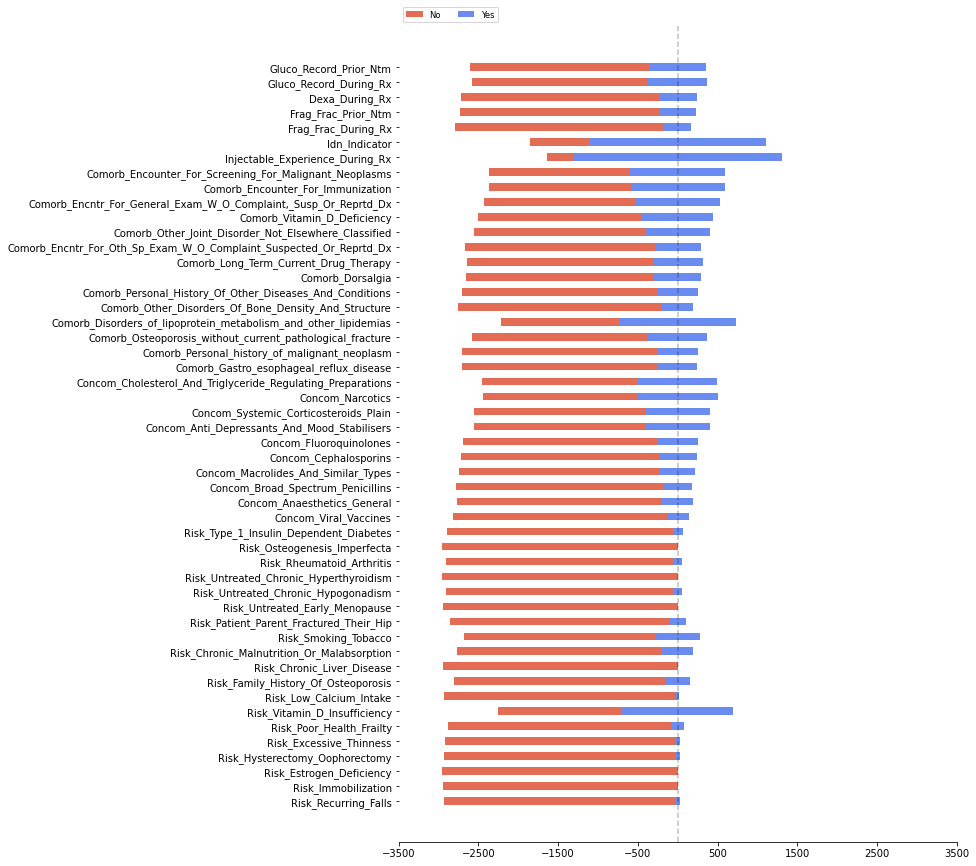 No Yes
Gluco_Record_Prior_Ntm
Gluco_Record_During_Rx
Dexa_During_Rx
Frag_Frac_Prior_Ntm
Frag_Frac_During_Rx
Idn_Indicator
Injectable_Experience_During_Rx
Comorb_Encounter_For_Screening_For_Malignant_Neoplasms
Comorb_Encounter_For_Immunization
Comorb_Encntr_For_General_Exam_W_O_Complaint,_Susp_Or_Reprtd_Dx
Comorb_Vitamin_D_Deficiency
Comorb_Other_Joint_Disorder_Not_Elsewhere_Classified
Comorb_Encntr_For_Oth_Sp_Exam_W_O_Complaint_Suspected_Or_Reprtd_Dx
Comorb_Long_Term_Current_Drug_Therapy
Comorb_Dorsalgia
Comorb_Personal_History_Of_Other_Diseases_And_Conditions
Comorb_Other_Disorders_Of_Bone_Density_And_Structure
Comorb_Disorders_of_lipoprotein_metabolism_and_other_lipidemias
Comorb_Osteoporosis_without_current_pathological_fracture
Comorb_Personal_history_of_malignant_neoplasm
Comorb_Gastro_esophageal_reflux_disease
Concom_Cholesterol_And_Triglyceride_Regulating_Preparations
Concom_Narcotics
Concom_Systemic_Corticosteroids_Plain
Concom_Anti_Depressants_And_Mood_Stabilisers
Concom_Fluoroquinolones
Concom_Cephalosporins
Concom_Macrolides_And_Similar_Types
Concom_Broad_Spectrum_Penicillins
Concom_Anaesthetics_General
Concom_Viral_Vaccines
Risk_Type_1_Insulin_Dependent_Diabetes
Risk_Osteogenesis_Imperfecta
Risk_Rheumatoid_Arthritis
Risk_Untreated_Chronic_Hyperthyroidism
Risk_Untreated_Chronic_Hypogonadism
Risk_Untreated_Early_Menopause
Risk_Patient_Parent_Fractured_Their_Hip
Risk_Smoking_Tobacco
Risk_Chronic_Malnutrition_Or_Malabsorption
Risk_Chronic_Liver_Disease
Risk_Family_History_Of_Osteoporosis
Risk_Low_Calcium_Intake
Risk_Vitamin_D_Insufficiency
Risk_Poor_Health_Frailty
Risk_Excessive_Thinness
Risk_Hysterectomy_Oophorectomy
Risk_Estrogen_Deficiency
Risk_Immobilization
Risk_Recurring_Falls
−3500 −2500 −1500 −500 500 1500 2500 3500